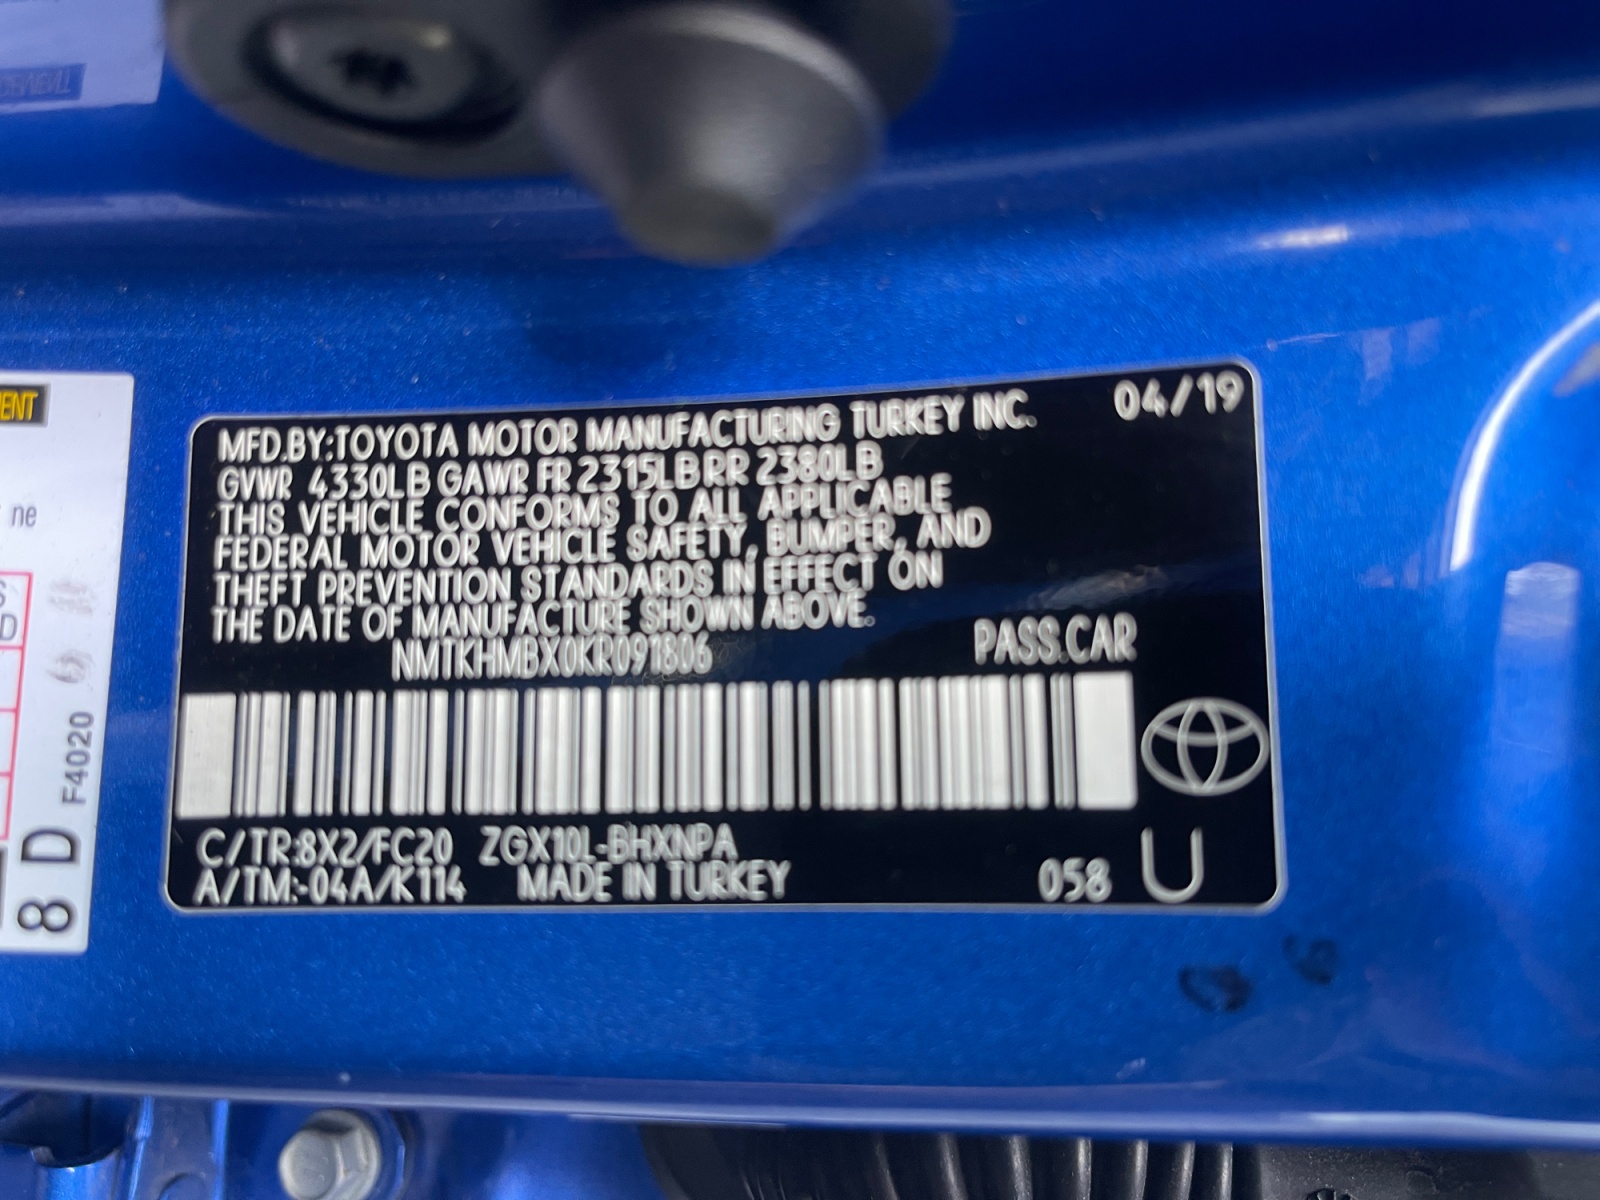 MFD.BY:TOYOTA MOTOR MANUFACTURING TURKEY INC. 04/19
GVWR 4330LB GAWR FR 2315LB RR 2380LB
THIS VEHICLE CONFORMS TO ALL APPLICABLE
FEDERAL MOTOR VEHICLE SAFETY, BUMPER, AND
THEFT PREVENTION STANDARDS IN EFFECT ON
THE DATE OF MANUFACTURE SHOWN ABOVE.
NMTKHMBX0KR091806 PASS.CAR
C/TR:8X2/FC20 ZGX10L-BHXNPA
A/TM:-04A/K114 MADE IN TURKEY 058 U
ne
F4020
8 D